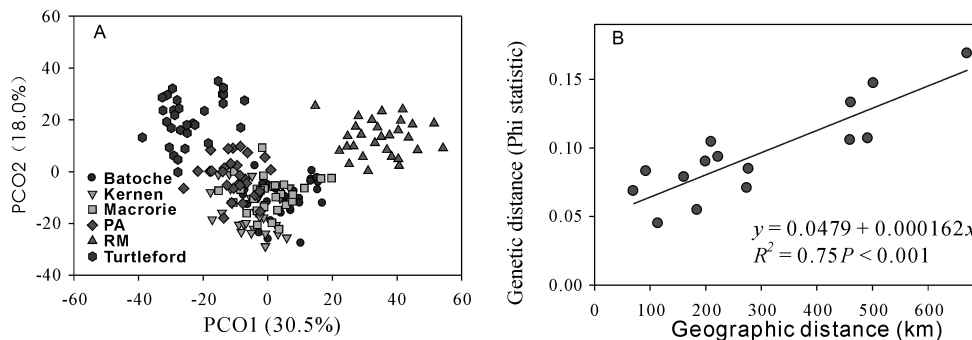 A
60
40
20
0
-20
-40
PCO2 (18.0%)
Batoche
Kernen
Macrorie
PA
RM
Turtleford
-60 -40 -20 0 20 40 60
PCO1 (30.5%)
B
0.15
0.10
0.05
0.00
Genetic distance (Phi statistic)
y = 0.0479 + 0.000162x
R² = 0.75 P < 0.001
0 100 200 300 400 500 600
Geographic distance (km)